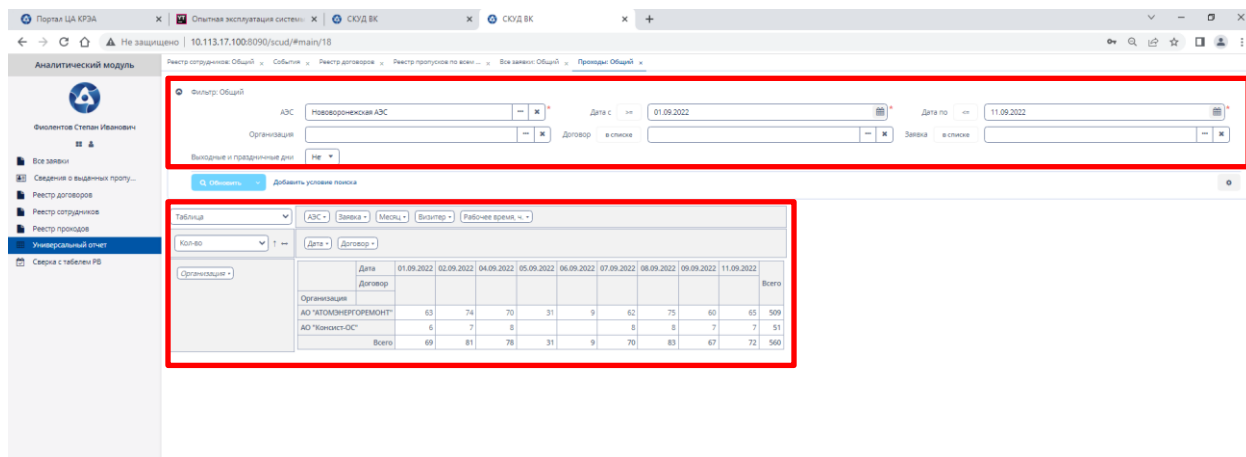 Портал ЦА КРЭА
Опытная эксплуатация системы
СКУД ВК
СКУД ВК
Не защищено 10.113.17.100:8090/scud/#main/18
Аналитический модуль
Реестр сотрудников: Общий x События x Реестр договоров x Реестр пропусков по всем ... x Все заявки: Общий x Проходы: Общий x
Фиолентов Степан Иванович
Все заявки
Сведения о выданных пропу...
Реестр договоров
Реестр сотрудников
Реестр проходов
Универсальный отчет
Сверка с табелем РВ
Фильтр: Общий
АЭС Нововоронежская АЭС ... x * Дата с >= 01.09.2022 * Дата по <= 11.09.2022 *
Организация ... x Договор в списке ... x Заявка в списке ... x
Выходные и праздничные дни Не
Обновить Добавить условие поиска
Таблица АЭС Заявка Месяц Визитер Рабочее время, ч.
Кол-во ↑ ↔ Дата Договор
Организация
Дата 01.09.2022 02.09.2022 04.09.2022 05.09.2022 06.09.2022 07.09.2022 08.09.2022 09.09.2022 11.09.2022 Всего
Договор
Организация
АО "АТОМЭНЕРГОРЕМОНТ" 63 74 70 31 9 62 75 60 65 509
АО "Консист-ОС" 6 7 8 8 8 7 7 51
Всего 69 81 78 31 9 70 83 67 72 560